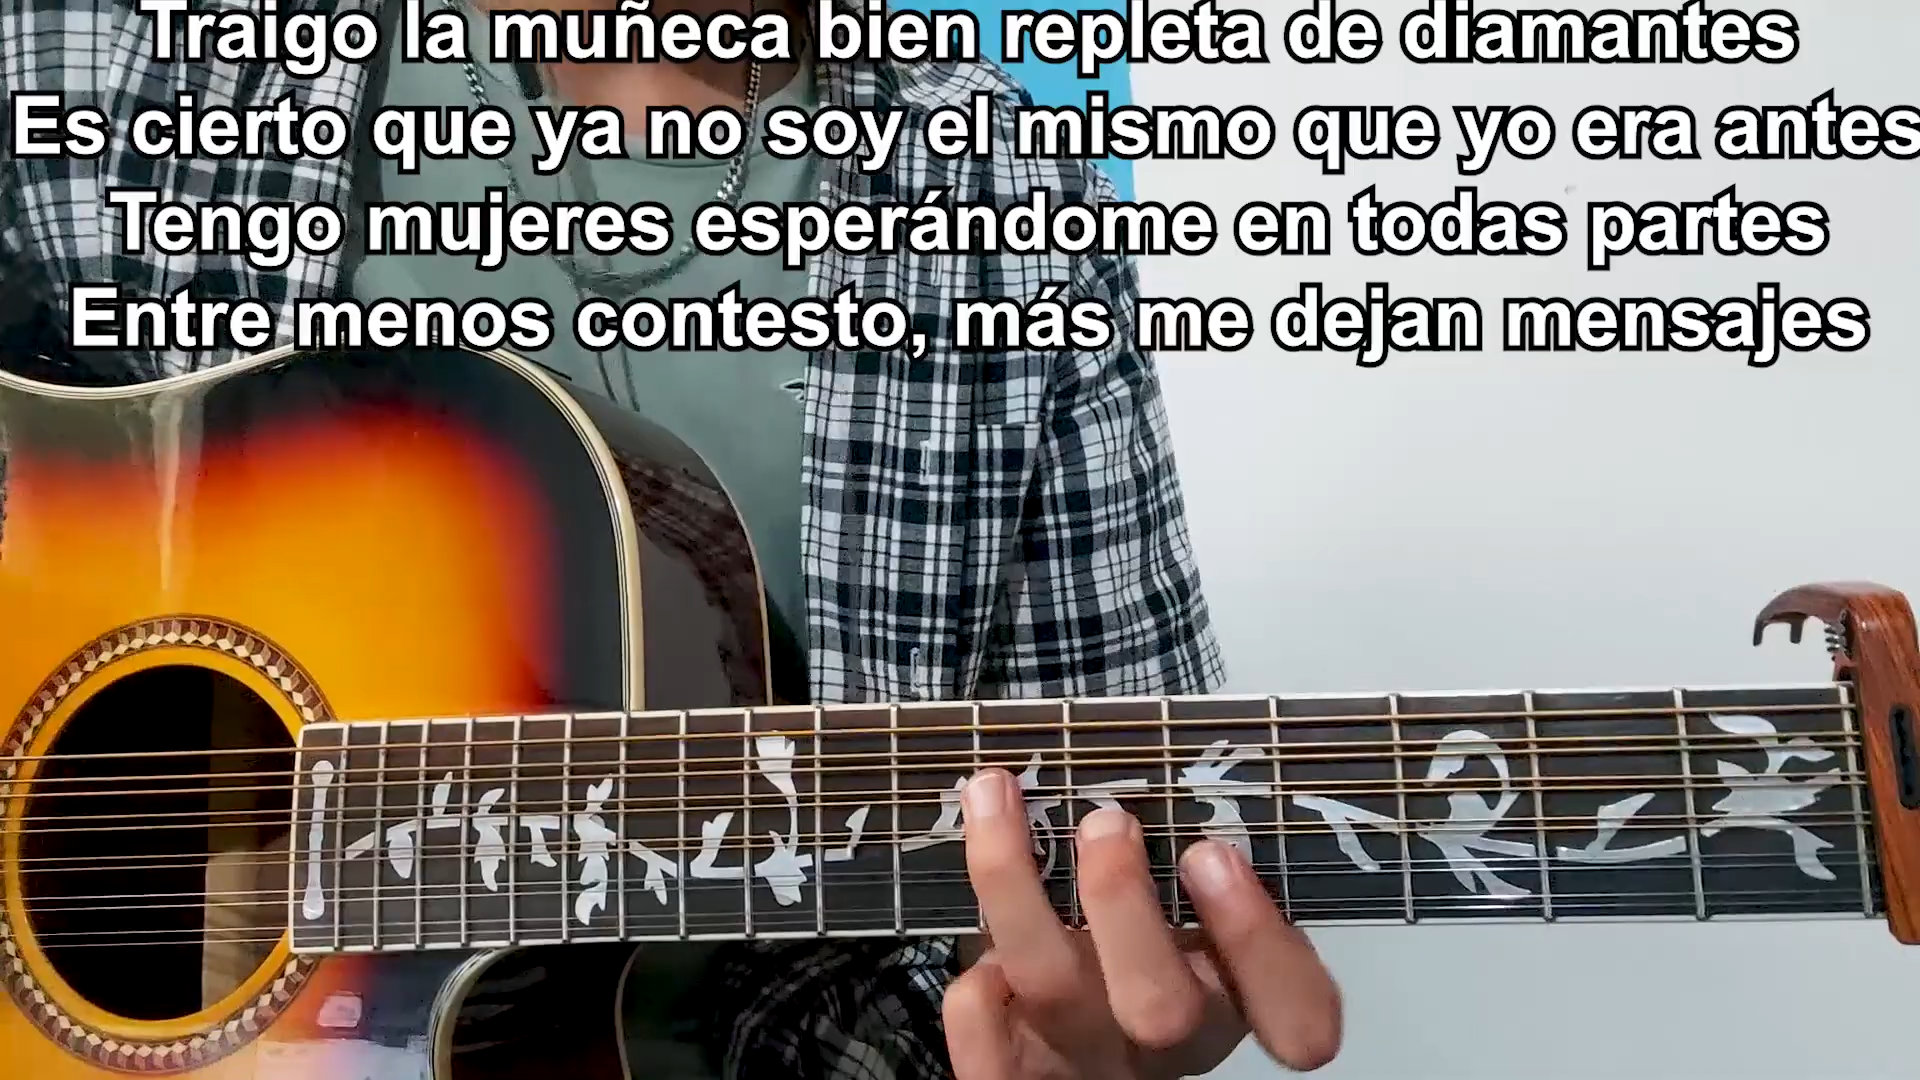 Traigo la muñeca bien repleta de diamantes
Es cierto que ya no soy el mismo que yo era antes
Tengo mujeres esperándome en todas partes
Entre menos contesto, más me dejan mensajes